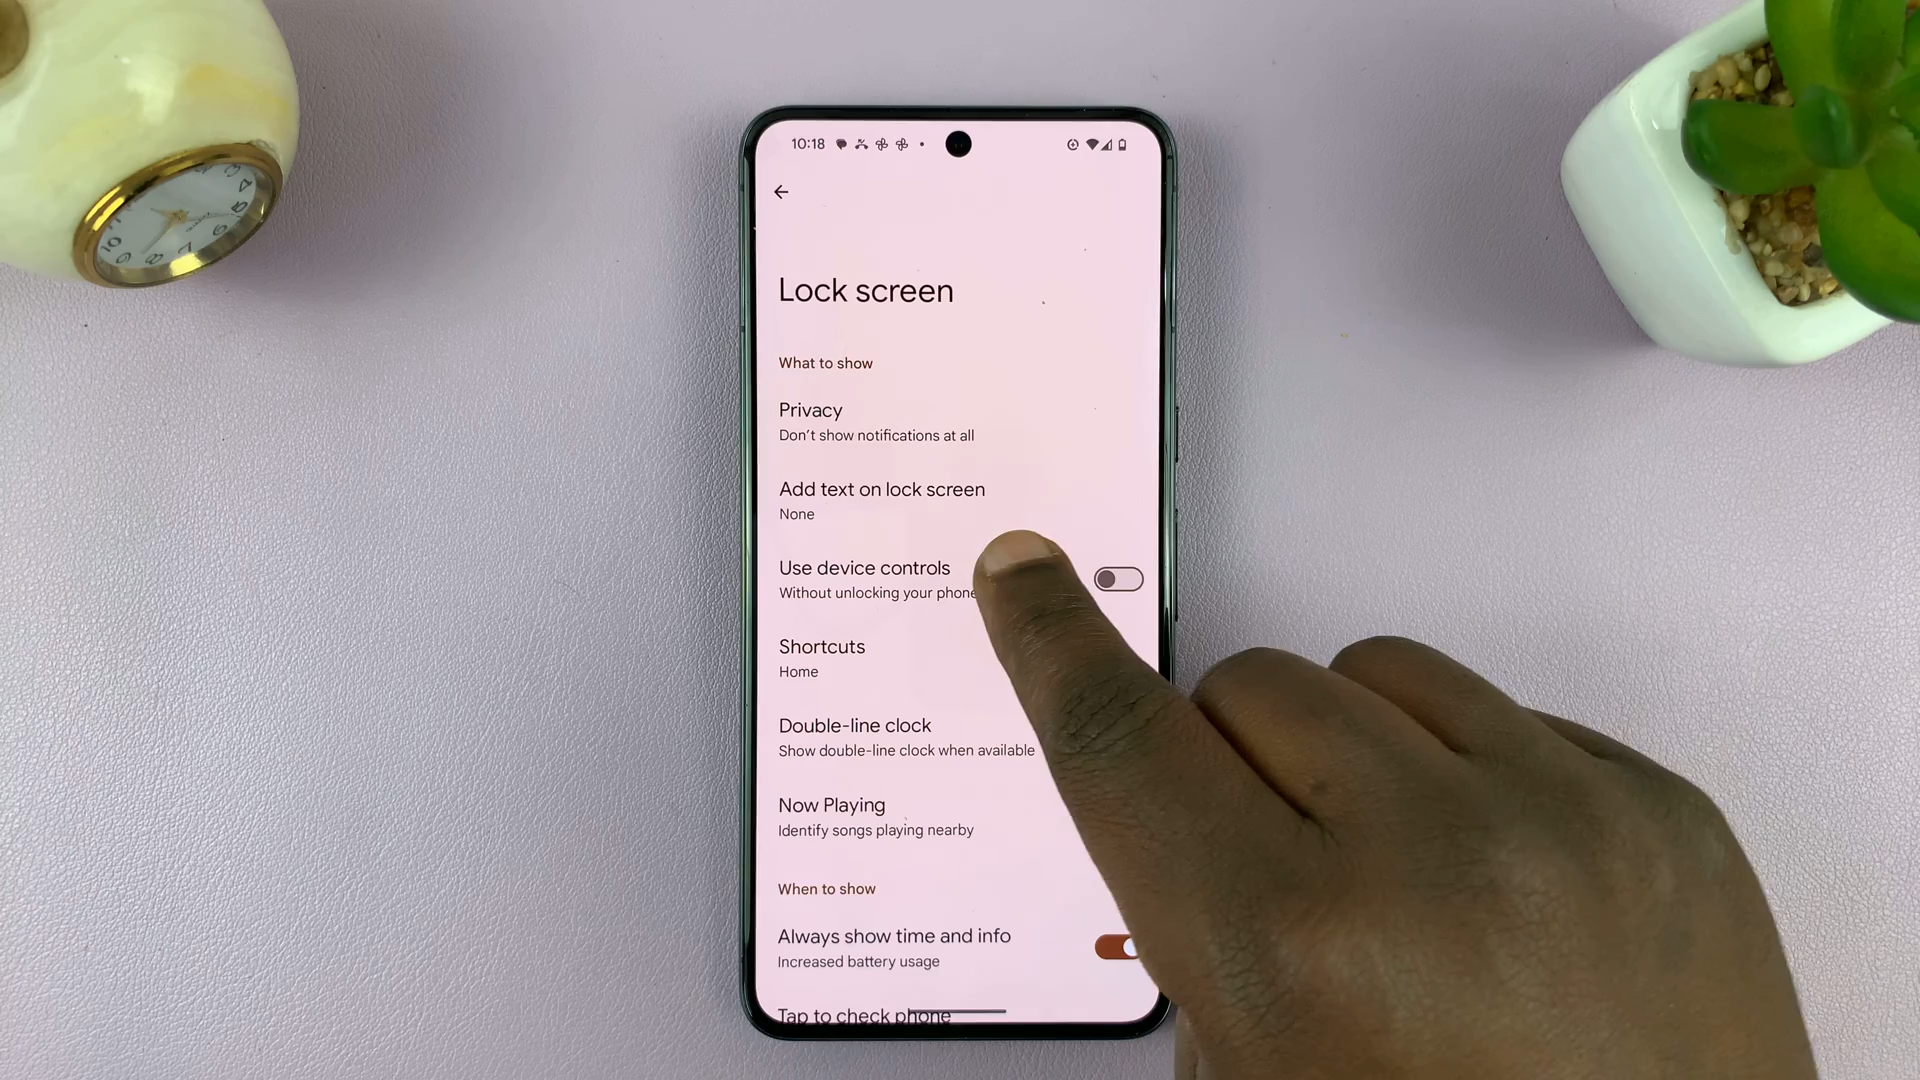 10:18
Lock screen
What to show
Privacy
Don't show notifications at all
Add text on lock screen
None
Use device controls
Without unlocking your phone
Shortcuts
Home
Double-line clock
Show double-line clock when available
Now Playing
Identify songs playing nearby
When to show
Always show time and info
Increased battery usage
Tap to check phone